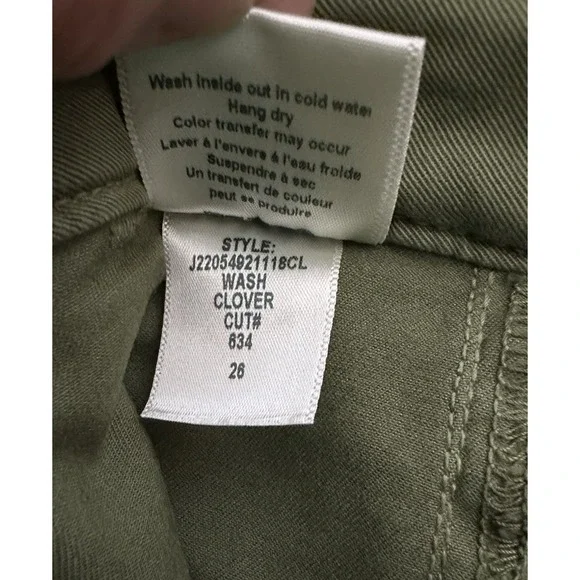 Wash inside out in cold water
Hang dry
Color transfer may occur
Laver à l'envers à l'eau froide
Suspendre à sec
Un transfert de couleur
peut se produire
STYLE:
J22054921118CL
WASH
CLOVER
CUT#
634
26